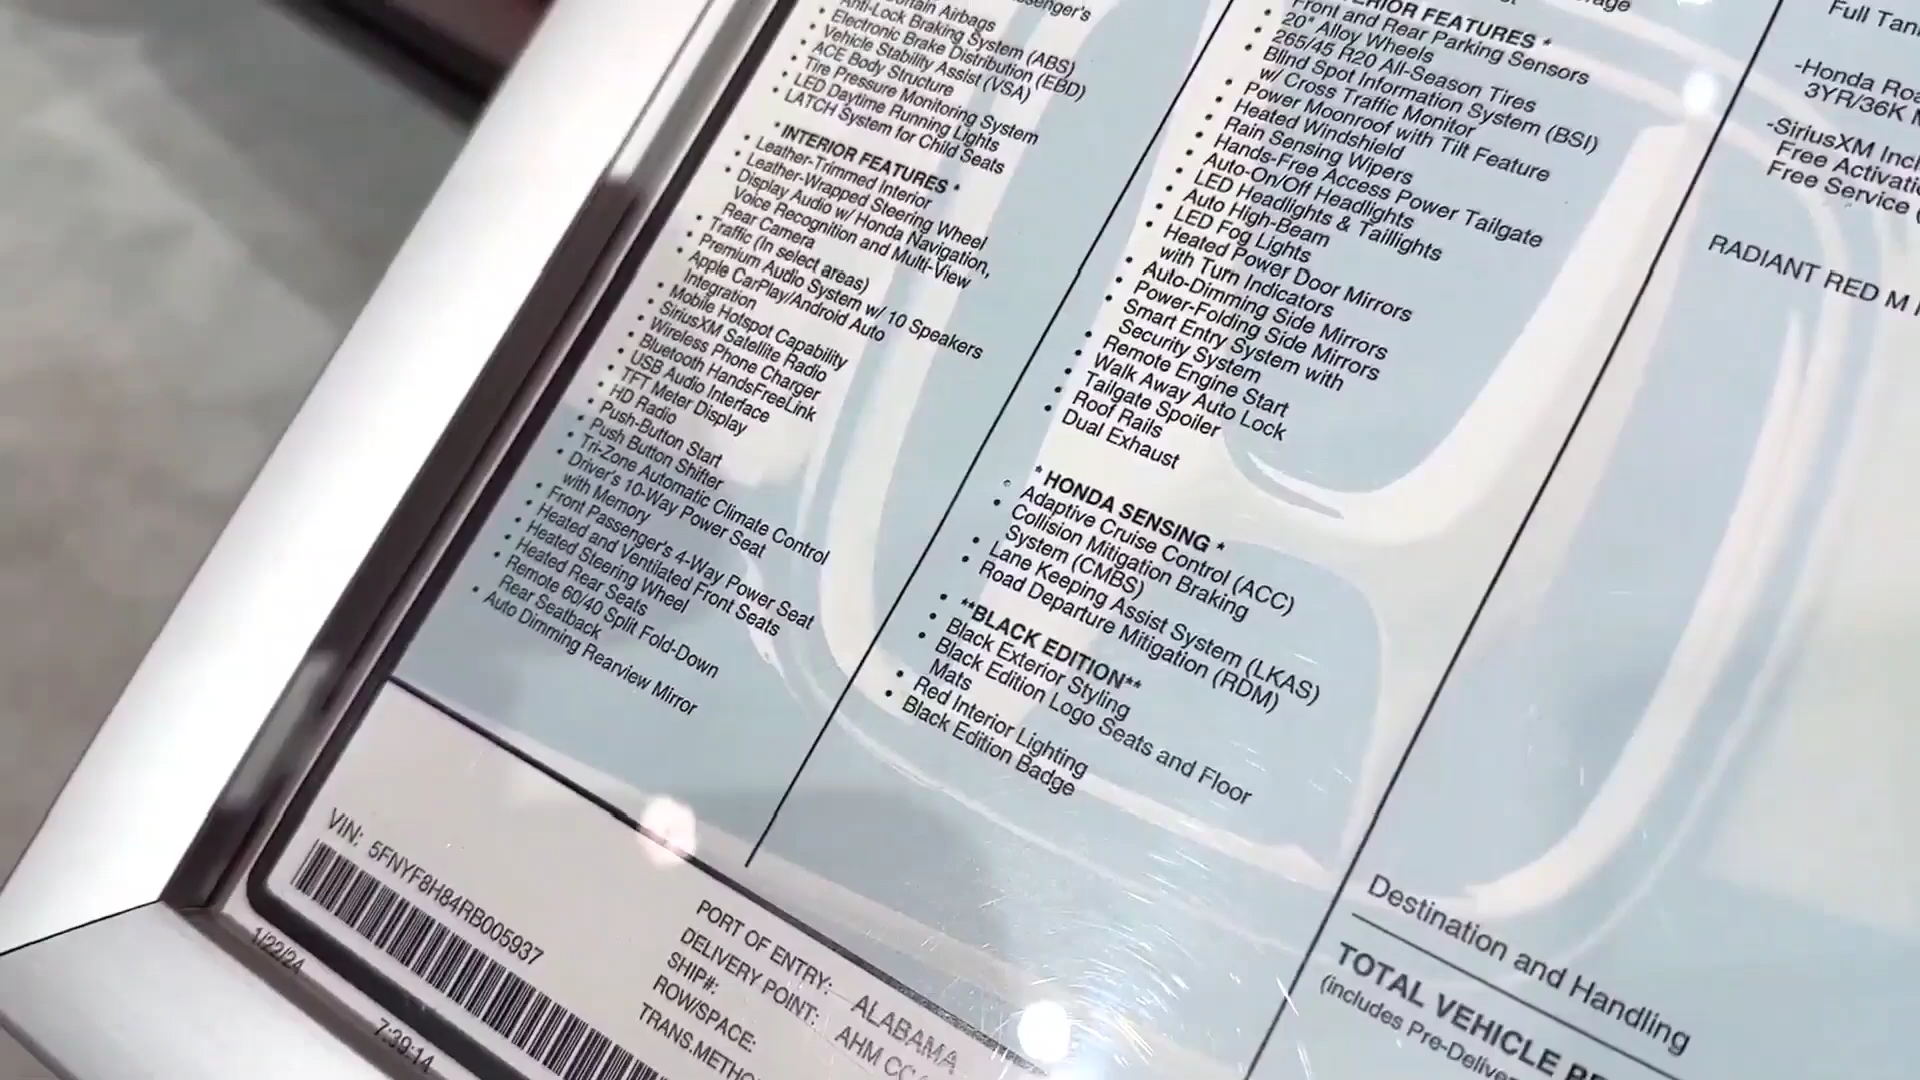 ssenger's
rtain Airbags
Anti-Lock Braking System (ABS)
Electronic Brake Distribution (EBD)
Vehicle Stability Assist (VSA)
ACE Body Structure
Tire Pressure Monitoring System
LED Daytime Running Lights
LATCH System for Child Seats
* INTERIOR FEATURES *
Leather-Trimmed Interior
Leather-Wrapped Steering Wheel
Display Audio w/ Honda Navigation,
Voice Recognition and Multi-View
Rear Camera
Traffic (In select areas)
Premium Audio System w/ 10 Speakers
Apple CarPlay/Android Auto
Integration
Mobile Hotspot Capability
SiriusXM Satellite Radio
Wireless Phone Charger
Bluetooth HandsFreeLink
USB Audio Interface
TFT Meter Display
HD Radio
Push-Button Start
Push Button Shifter
Tri-Zone Automatic Climate Control
Driver's 10-Way Power Seat
with Memory
Front Passenger's 4-Way Power Seat
Heated and Ventilated Front Seats
Heated Steering Wheel
Heated Rear Seats
Remote 60/40 Split Fold-Down
Rear Seatback
Auto Dimming Rearview Mirror
ERIOR FEATURES *
Front and Rear Parking Sensors
20" Alloy Wheels
265/45 R20 All-Season Tires
Blind Spot Information System (BSI)
w/ Cross Traffic Monitor
Power Moonroof with Tilt Feature
Heated Windshield
Rain Sensing Wipers
Hands-Free Access Power Tailgate
Auto-On/Off Headlights
LED Headlights & Taillights
Auto High-Beam
LED Fog Lights
Heated Power Door Mirrors
with Turn Indicators
Auto-Dimming Side Mirrors
Power-Folding Side Mirrors
Smart Entry System with
Security System
Remote Engine Start
Walk Away Auto Lock
Tailgate Spoiler
Roof Rails
Dual Exhaust
* HONDA SENSING *
Adaptive Cruise Control (ACC)
Collision Mitigation Braking
System (CMBS)
Lane Keeping Assist System (LKAS)
Road Departure Mitigation (RDM)
**BLACK EDITION**
Black Exterior Styling
Black Edition Logo Seats and Floor
Mats
Red Interior Lighting
Black Edition Badge
Full Tan
-Honda Roa
3YR/36K M
-SiriusXM Incl
Free Activati
Free Service (
RADIANT RED M
Destination and Handling
TOTAL VEHICLE
(includes Pre-Deliver
VIN: 5FNYF8H84RB005937
1/22/24
7:39:14
PORT OF ENTRY: ALABAMA
DELIVERY POINT: AHM CC
SHIP#:
ROW/SPACE:
TRANS.METHO